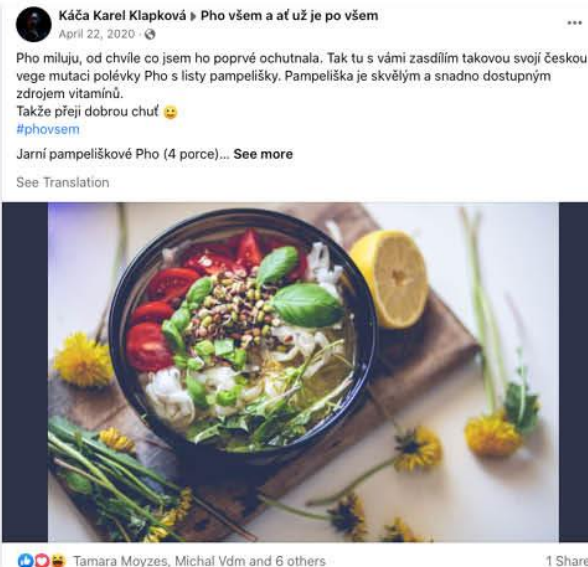 Káča Karel Klapková ▸ Pho všem a ať už je po všem
April 22, 2020 ·
Pho miluju, od chvíle co jsem ho poprvé ochutnala. Tak tu s vámi zasdílím takovou svojí českou
vege mutaci polévky Pho s listy pampelišky. Pampeliška je skvělým a snadno dostupným
zdrojem vitamínů.
Takže přeji dobrou chuť 🙂
#phovsem
Jarní pampeliškové Pho (4 porce)... See more
See Translation
Tamara Moyzes, Michal Vdm and 6 others
1 Share